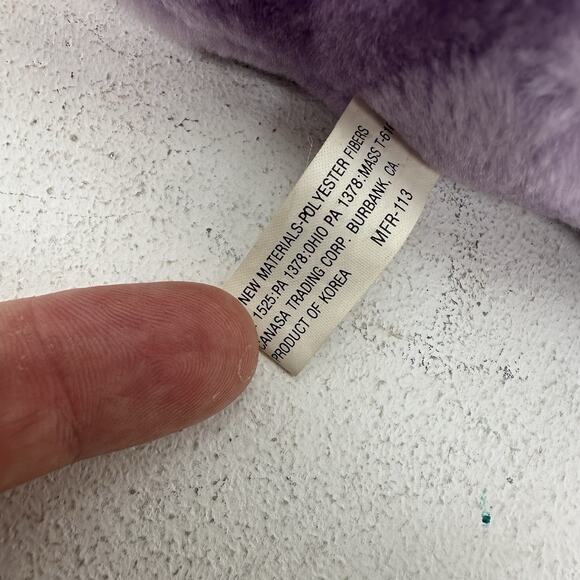 NEW MATERIALS-POLYESTER FIBERS
1525:PA 1378:OHIO PA 1378:MASS
CANASA TRADING CORP. BURBANK, CA.
PRODUCT OF KOREA MFR-113